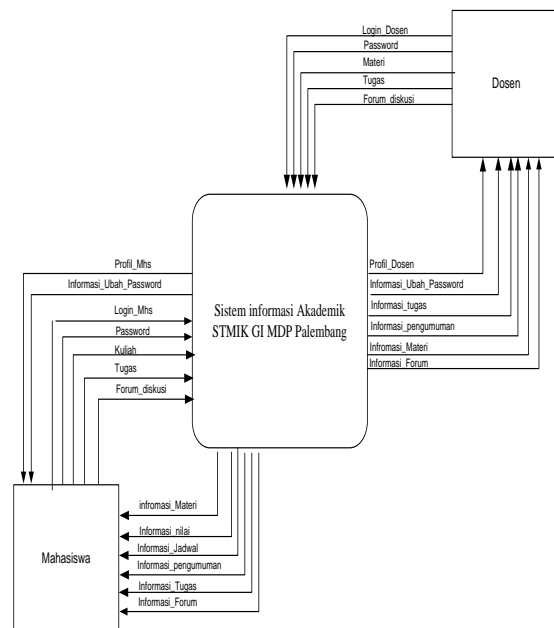 Login_Dosen
Password
Materi
Tugas
Forum_diskusi
Dosen
Profil_Mhs
Informasi_Ubah_Password
Login_Mhs
Password
Kuliah
Tugas
Forum_diskusi
Sistem informasi Akademik
STMIK GI MDP Palembang
Profil_Dosen
Informasi_Ubah_Password
Informasi_tugas
Informasi_pengumuman
Infromasi_Materi
Informasi_Forum
Mahasiswa
infromasi_Materi
Informasi_nilai
Informasi_Jadwal
Informasi_pengumuman
Informasi_Tugas
Informasi_Forum